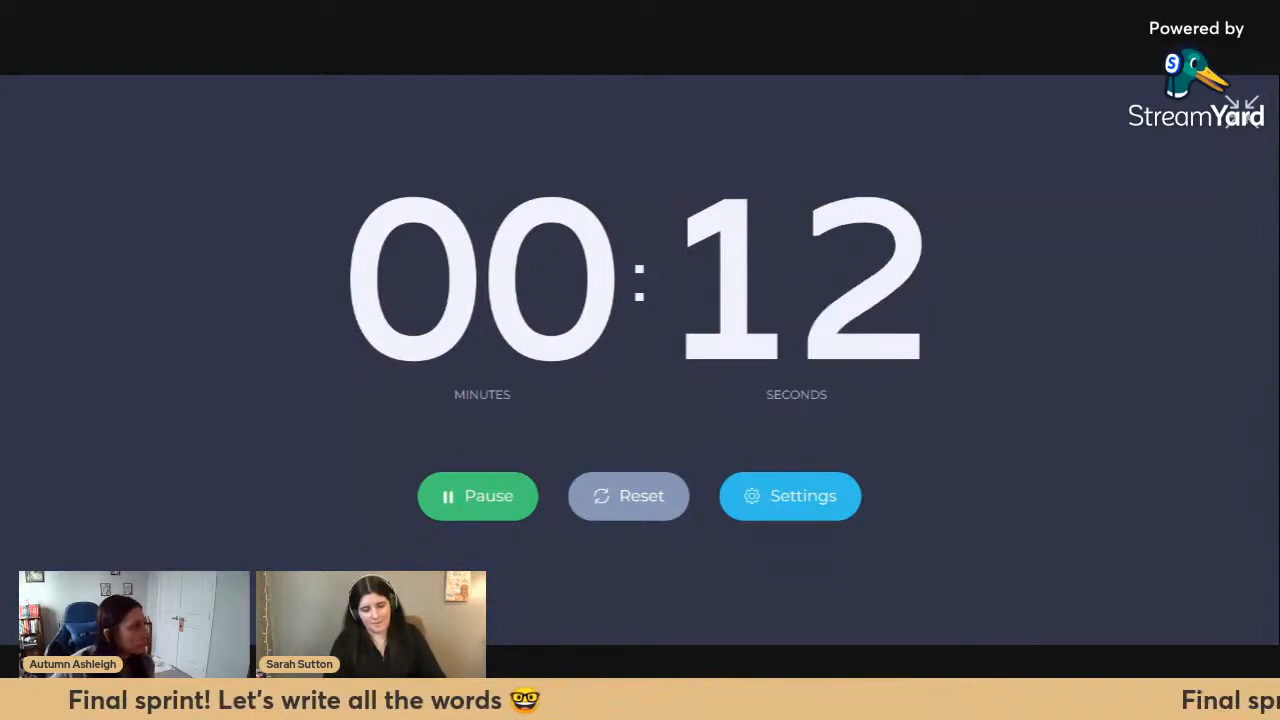 Powered by
S
StreamYard
00:12
MINUTES
SECONDS
Pause
Reset
Settings
Autumn Ashleigh
Sarah Sutton
Final sprint! Let's write all the words 🤓
Final spr